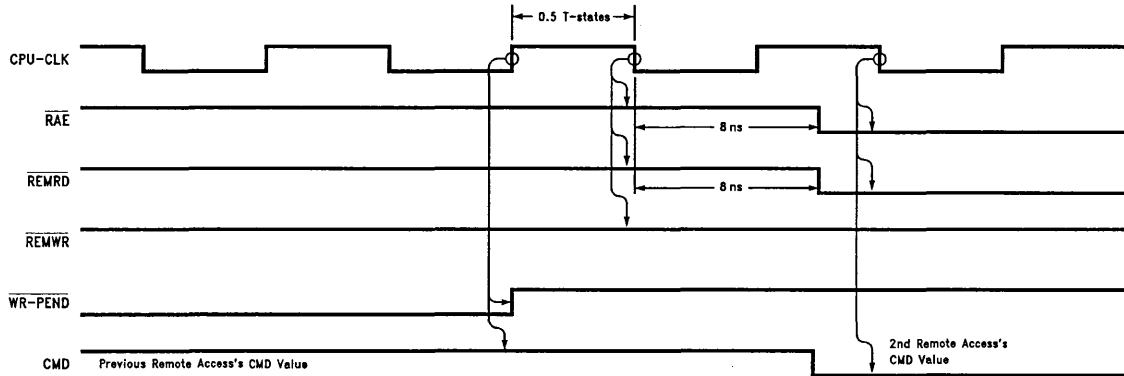 0.5 T-states
CPU-CLK
RAE
8 ns
REMRD
8 ns
REMWR
WR-PEND
CMD
Previous Remote Access's CMD Value
2nd Remote Access's
CMD Value